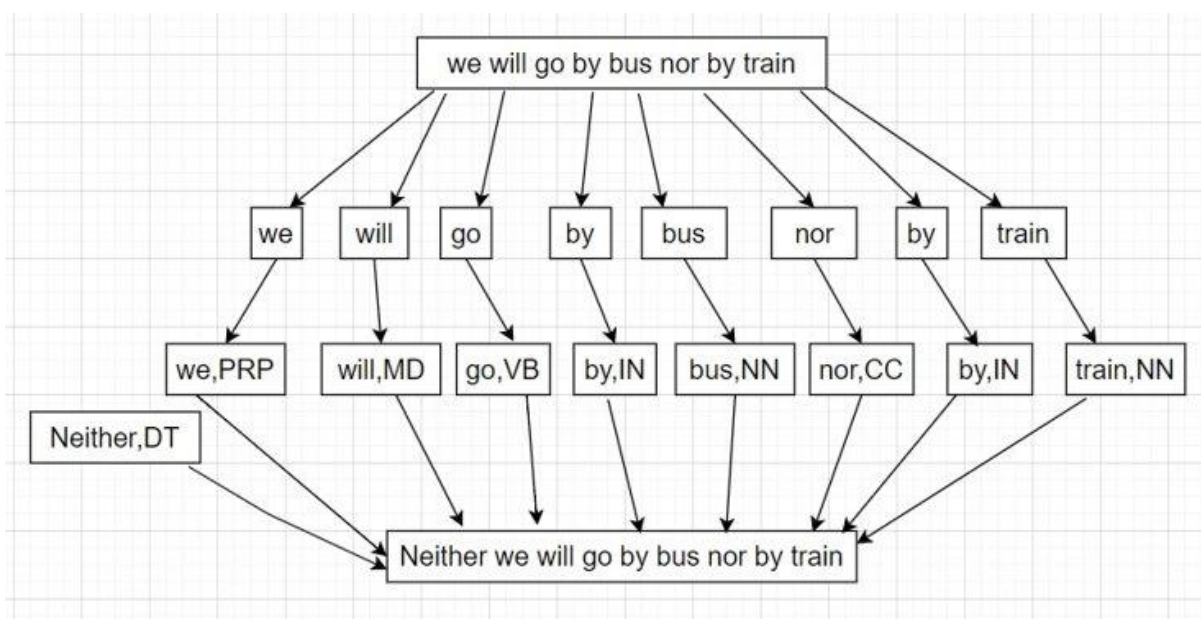 we will go by bus nor by train
we
will
go
by
bus
nor
by
train
we,PRP
will,MD
go,VB
by,IN
bus,NN
nor,CC
by,IN
train,NN
Neither,DT
Neither we will go by bus nor by train